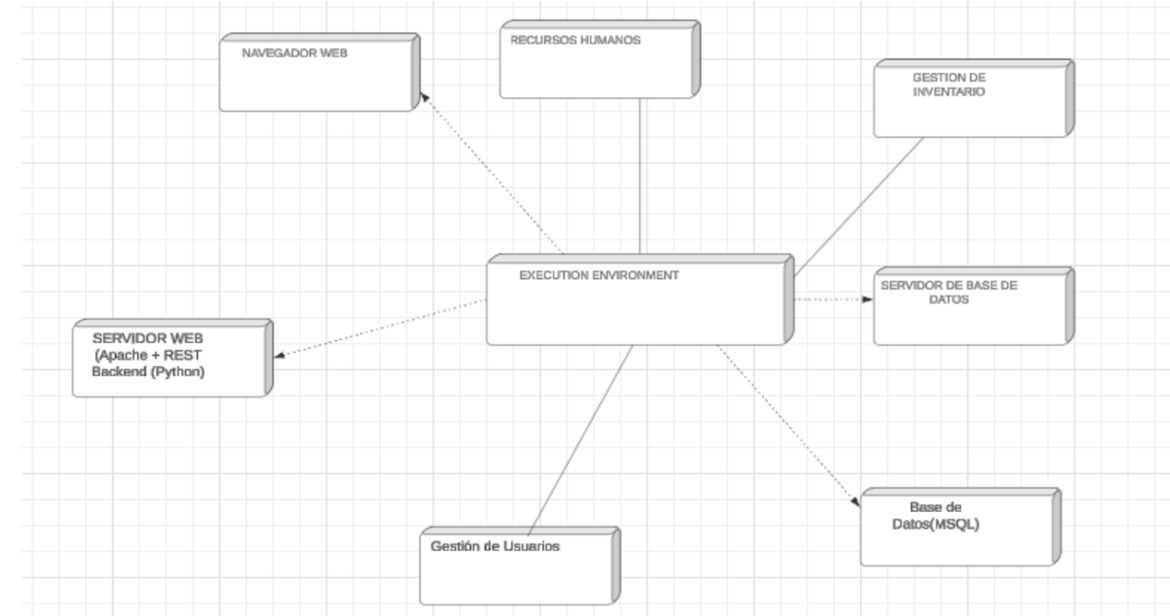 NAVEGADOR WEB
RECURSOS HUMANOS
GESTION DE
INVENTARIO
EXECUTION ENVIRONMENT
SERVIDOR DE BASE DE
DATOS
SERVIDOR WEB
(Apache + REST
Backend (Python)
Base de
Datos(MSQL)
Gestión de Usuarios